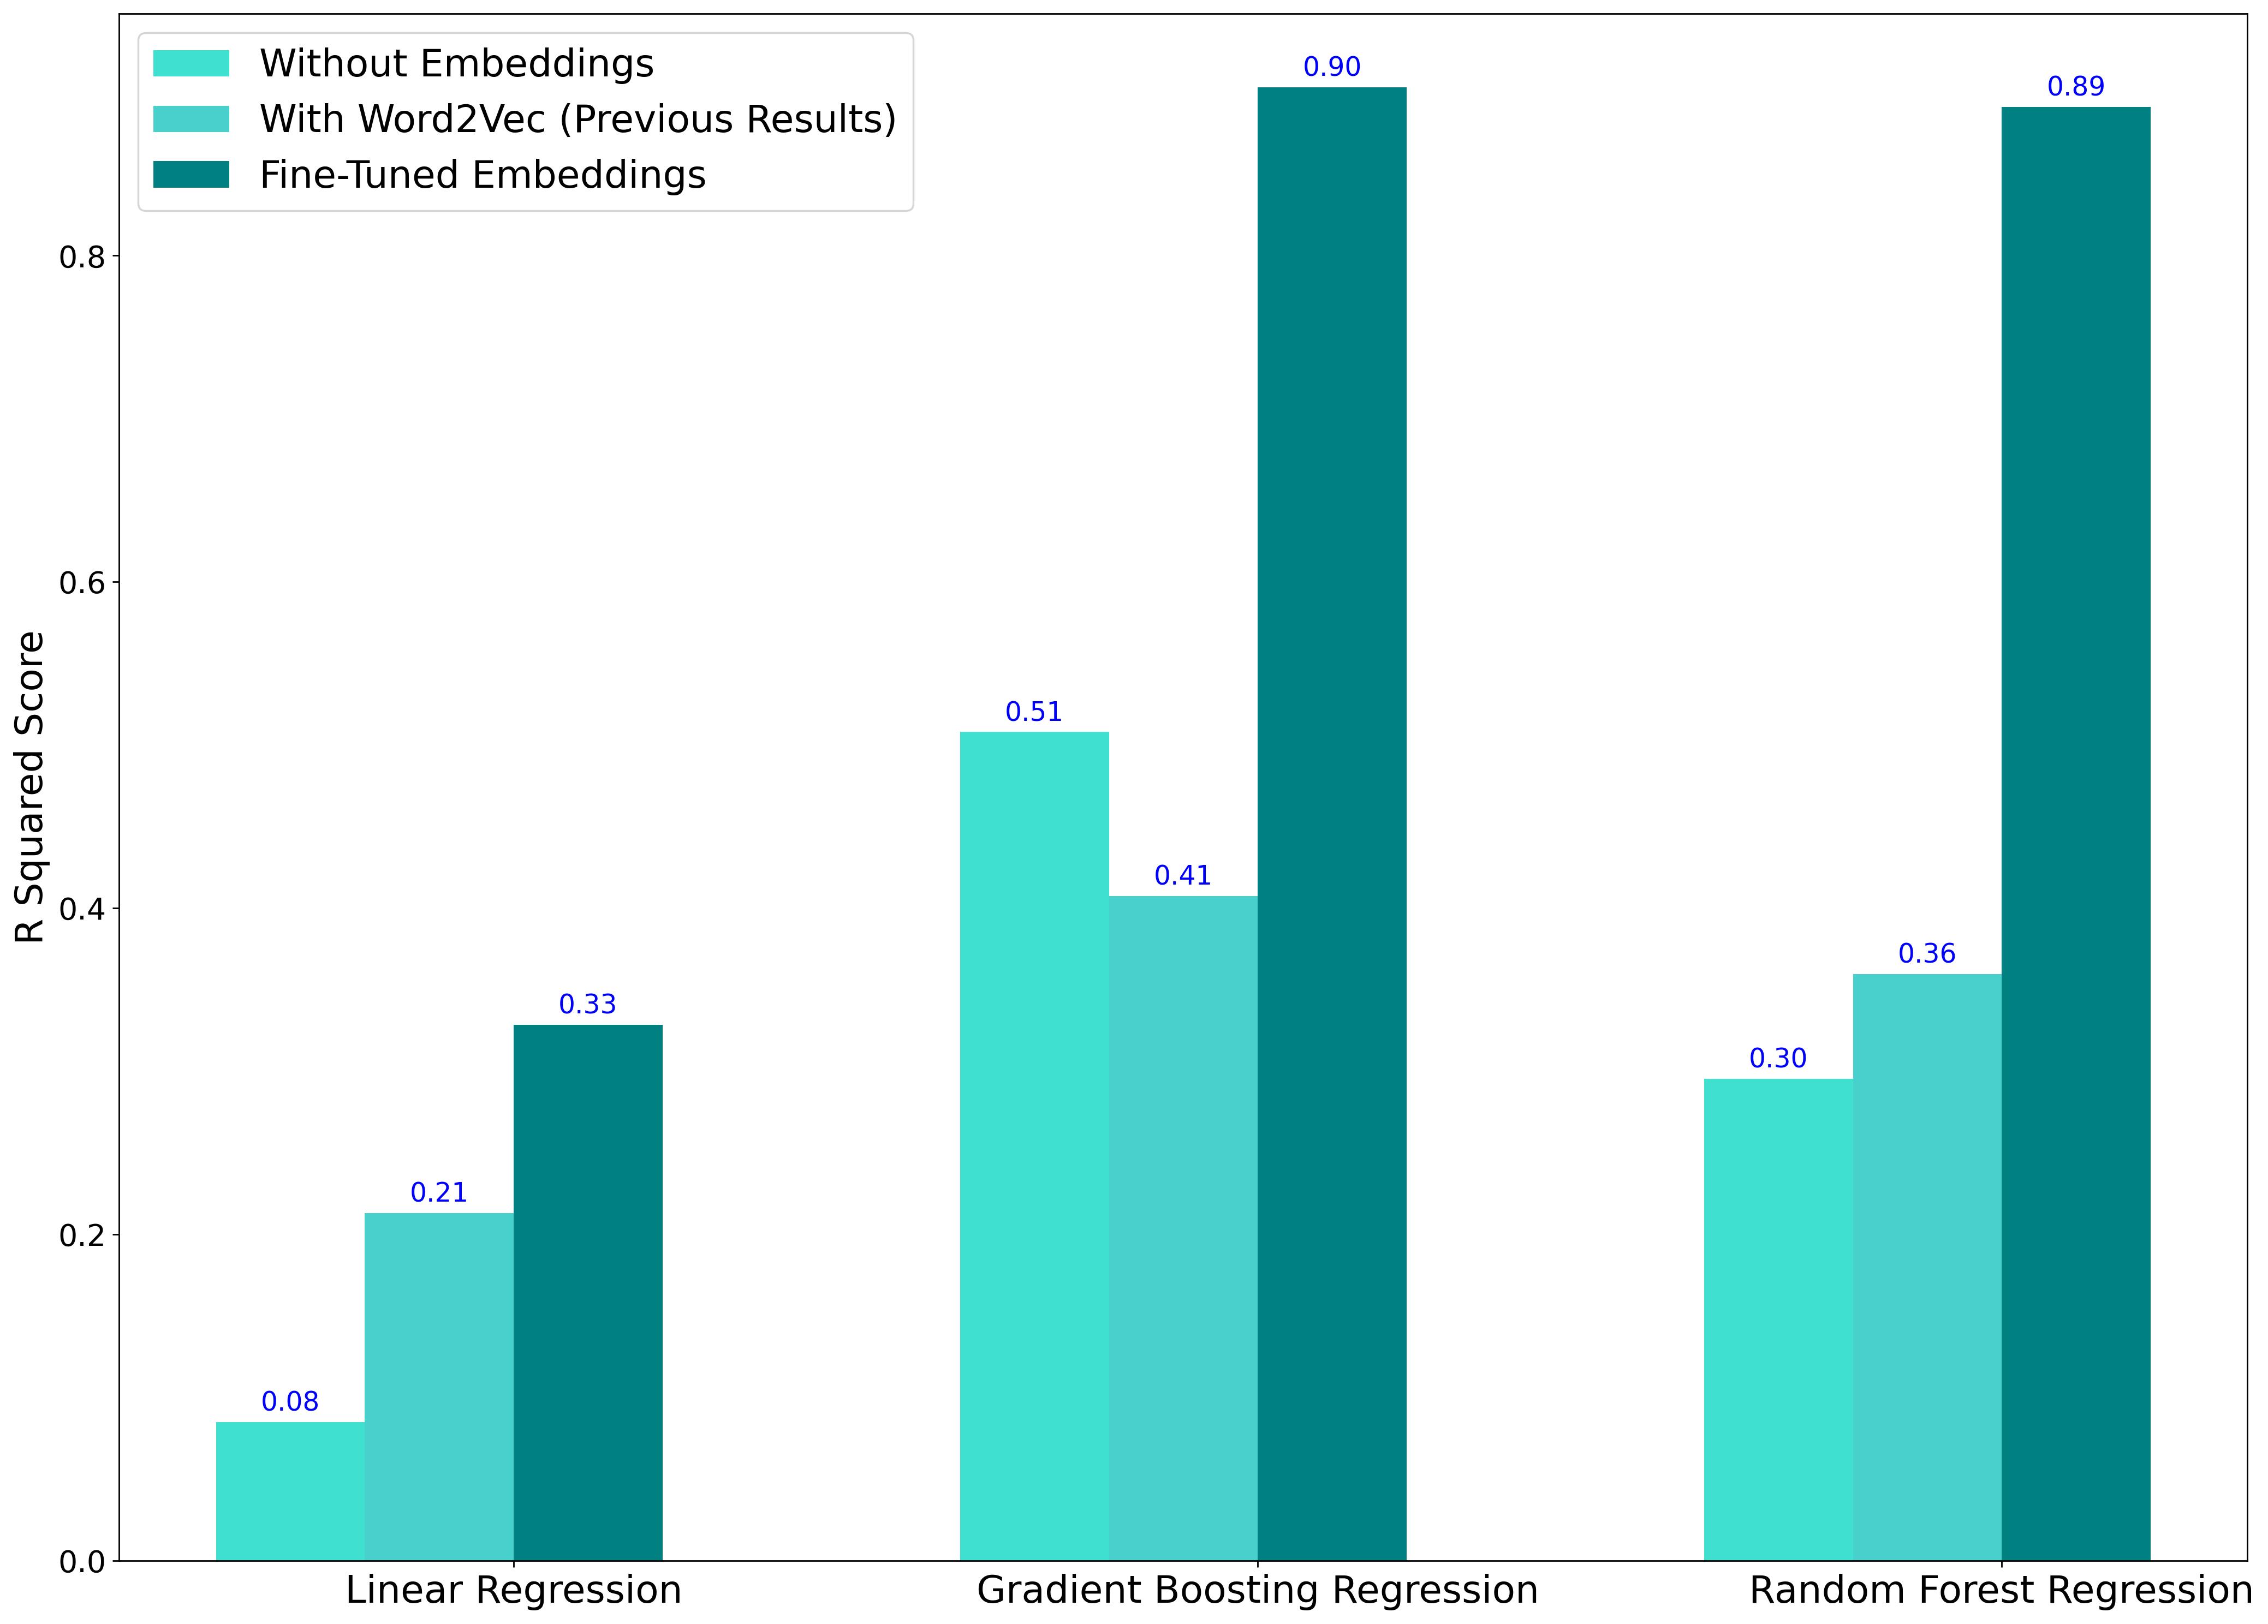 Without Embeddings
With Word2Vec (Previous Results)
Fine-Tuned Embeddings
R Squared Score
0.8
0.6
0.4
0.2
0.0
0.08
0.21
0.33
0.51
0.41
0.90
0.30
0.36
0.89
Linear Regression
Gradient Boosting Regression
Random Forest Regression